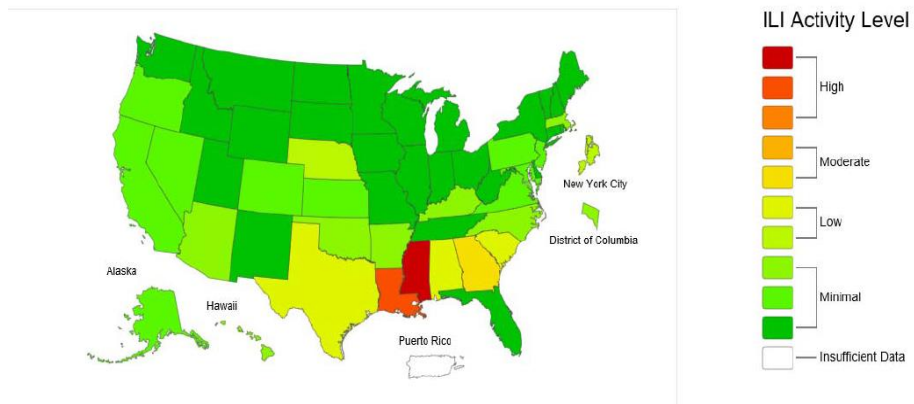 ILI Activity Level
High
Moderate
Low
Minimal
Insufficient Data
New York City
District of Columbia
Alaska
Hawaii
Puerto Rico